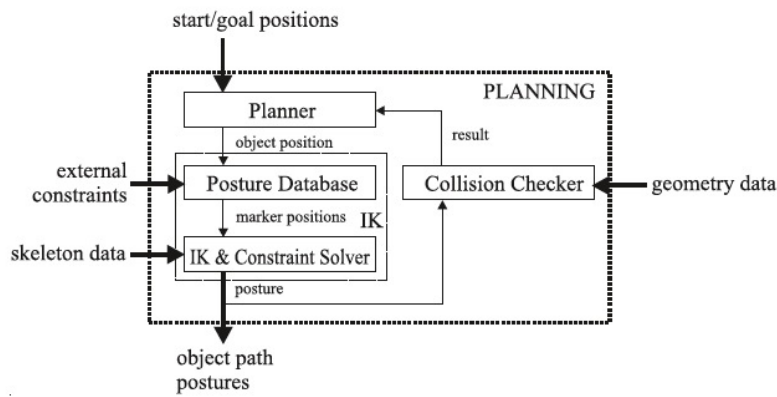 start/goal positions
PLANNING
Planner
object position
result
external
constraints
Posture Database
Collision Checker
geometry data
marker positions
IK
skeleton data
IK & Constraint Solver
posture
object path
postures